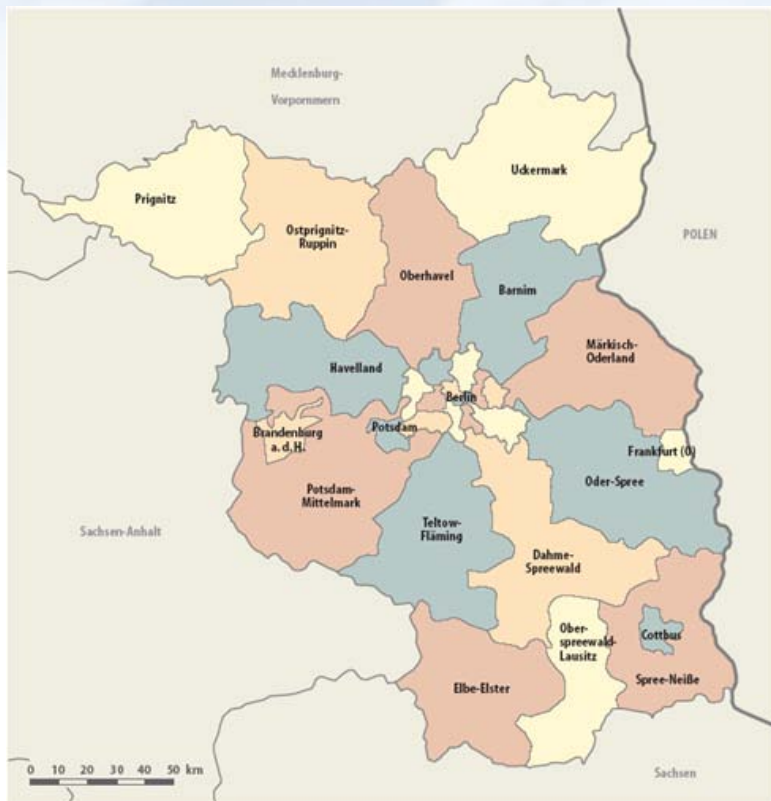 Mecklenburg-
Vorpommern
Uckermark
Prignitz
Ostprignitz-
Ruppin
POLEN
Oberhavel
Barnim
Märkisch-
Oderland
Havelland
Berlin
Potsdam
Brandenburg
a. d. H.
Frankfurt (O)
Oder-Spree
Potsdam-
Mittelmark
Sachsen-Anhalt
Teltow-
Fläming
Dahme-
Spreewald
Ober-
spreewald-
Lausitz
Cottbus
Spree-Neiße
Elbe-Elster
Sachsen
0 10 20 30 40 50 km